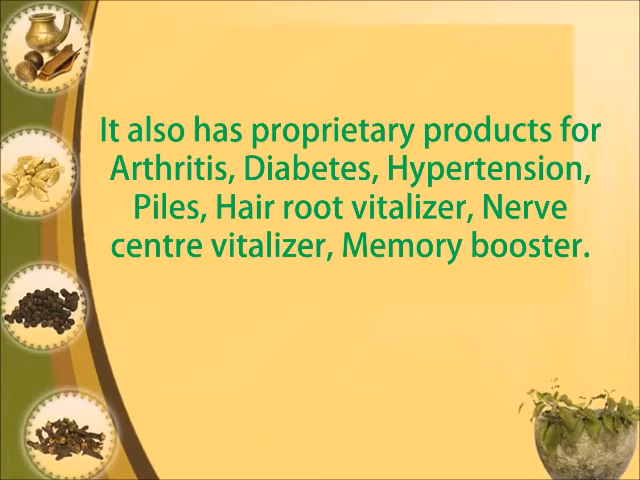 It also has proprietary products for
Arthritis, Diabetes, Hypertension,
Piles, Hair root vitalizer, Nerve
centre vitalizer, Memory booster.